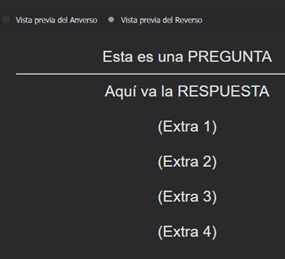 Vista previa del Anverso Vista previa del Reverso
Esta es una PREGUNTA
Aquí va la RESPUESTA
(Extra 1)
(Extra 2)
(Extra 3)
(Extra 4)